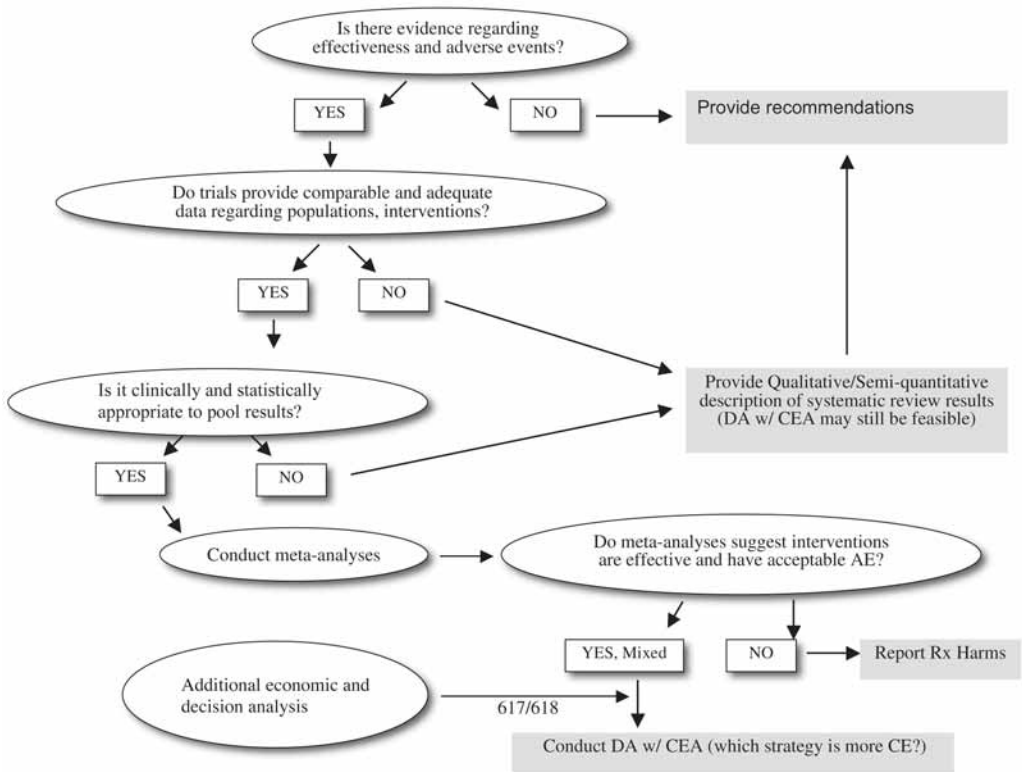 Is there evidence regarding
effectiveness and adverse events?
YES
NO
Provide recommendations
Do trials provide comparable and adequate
data regarding populations, interventions?
YES
NO
Is it clinically and statistically
appropriate to pool results?
Provide Qualitative/Semi-quantitative
description of systematic review results
(DA w/ CEA may still be feasible)
YES
NO
Conduct meta-analyses
Do meta-analyses suggest interventions
are effective and have acceptable AE?
YES, Mixed
NO
Report Rx Harms
Additional economic and
decision analysis
617/618
Conduct DA w/ CEA (which strategy is more CE?)